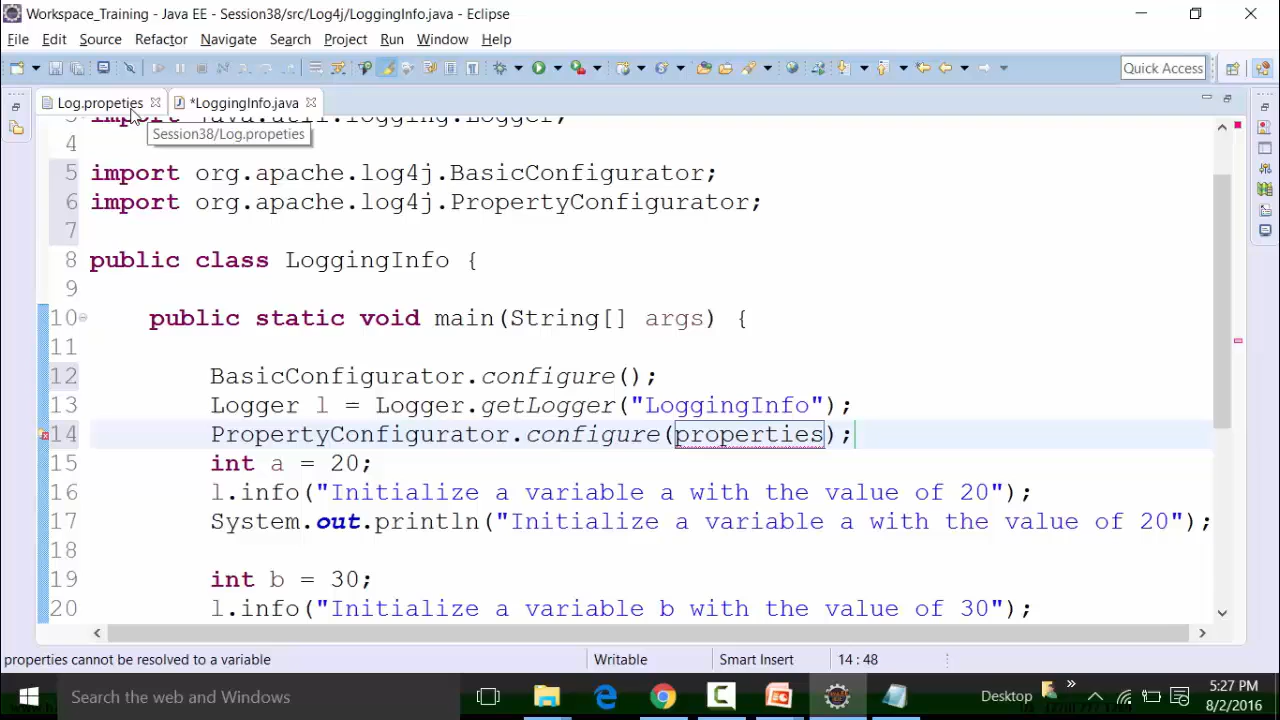 Workspace_Training - Java EE - Session38/src/Log4j/LoggingInfo.java - Eclipse
File Edit Source Refactor Navigate Search Project Run Window Help
Quick Access
Log.propeties *LoggingInfo.java
3 import java.util.logging.Logger;
Session38/Log.propeties
4
5 import org.apache.log4j.BasicConfigurator;
6 import org.apache.log4j.PropertyConfigurator;
7
8 public class LoggingInfo {
9
10 public static void main(String[] args) {
11
12 BasicConfigurator.configure();
13 Logger l = Logger.getLogger("LoggingInfo");
14 PropertyConfigurator.configure(properties);
15 int a = 20;
16 l.info("Initialize a variable a with the value of 20");
17 System.out.println("Initialize a variable a with the value of 20");
18
19 int b = 30;
20 l.info("Initialize a variable b with the value of 30");
properties cannot be resolved to a variable Writable Smart Insert 14 : 48
Search the web and Windows Desktop 5:27 PM
8/2/2016